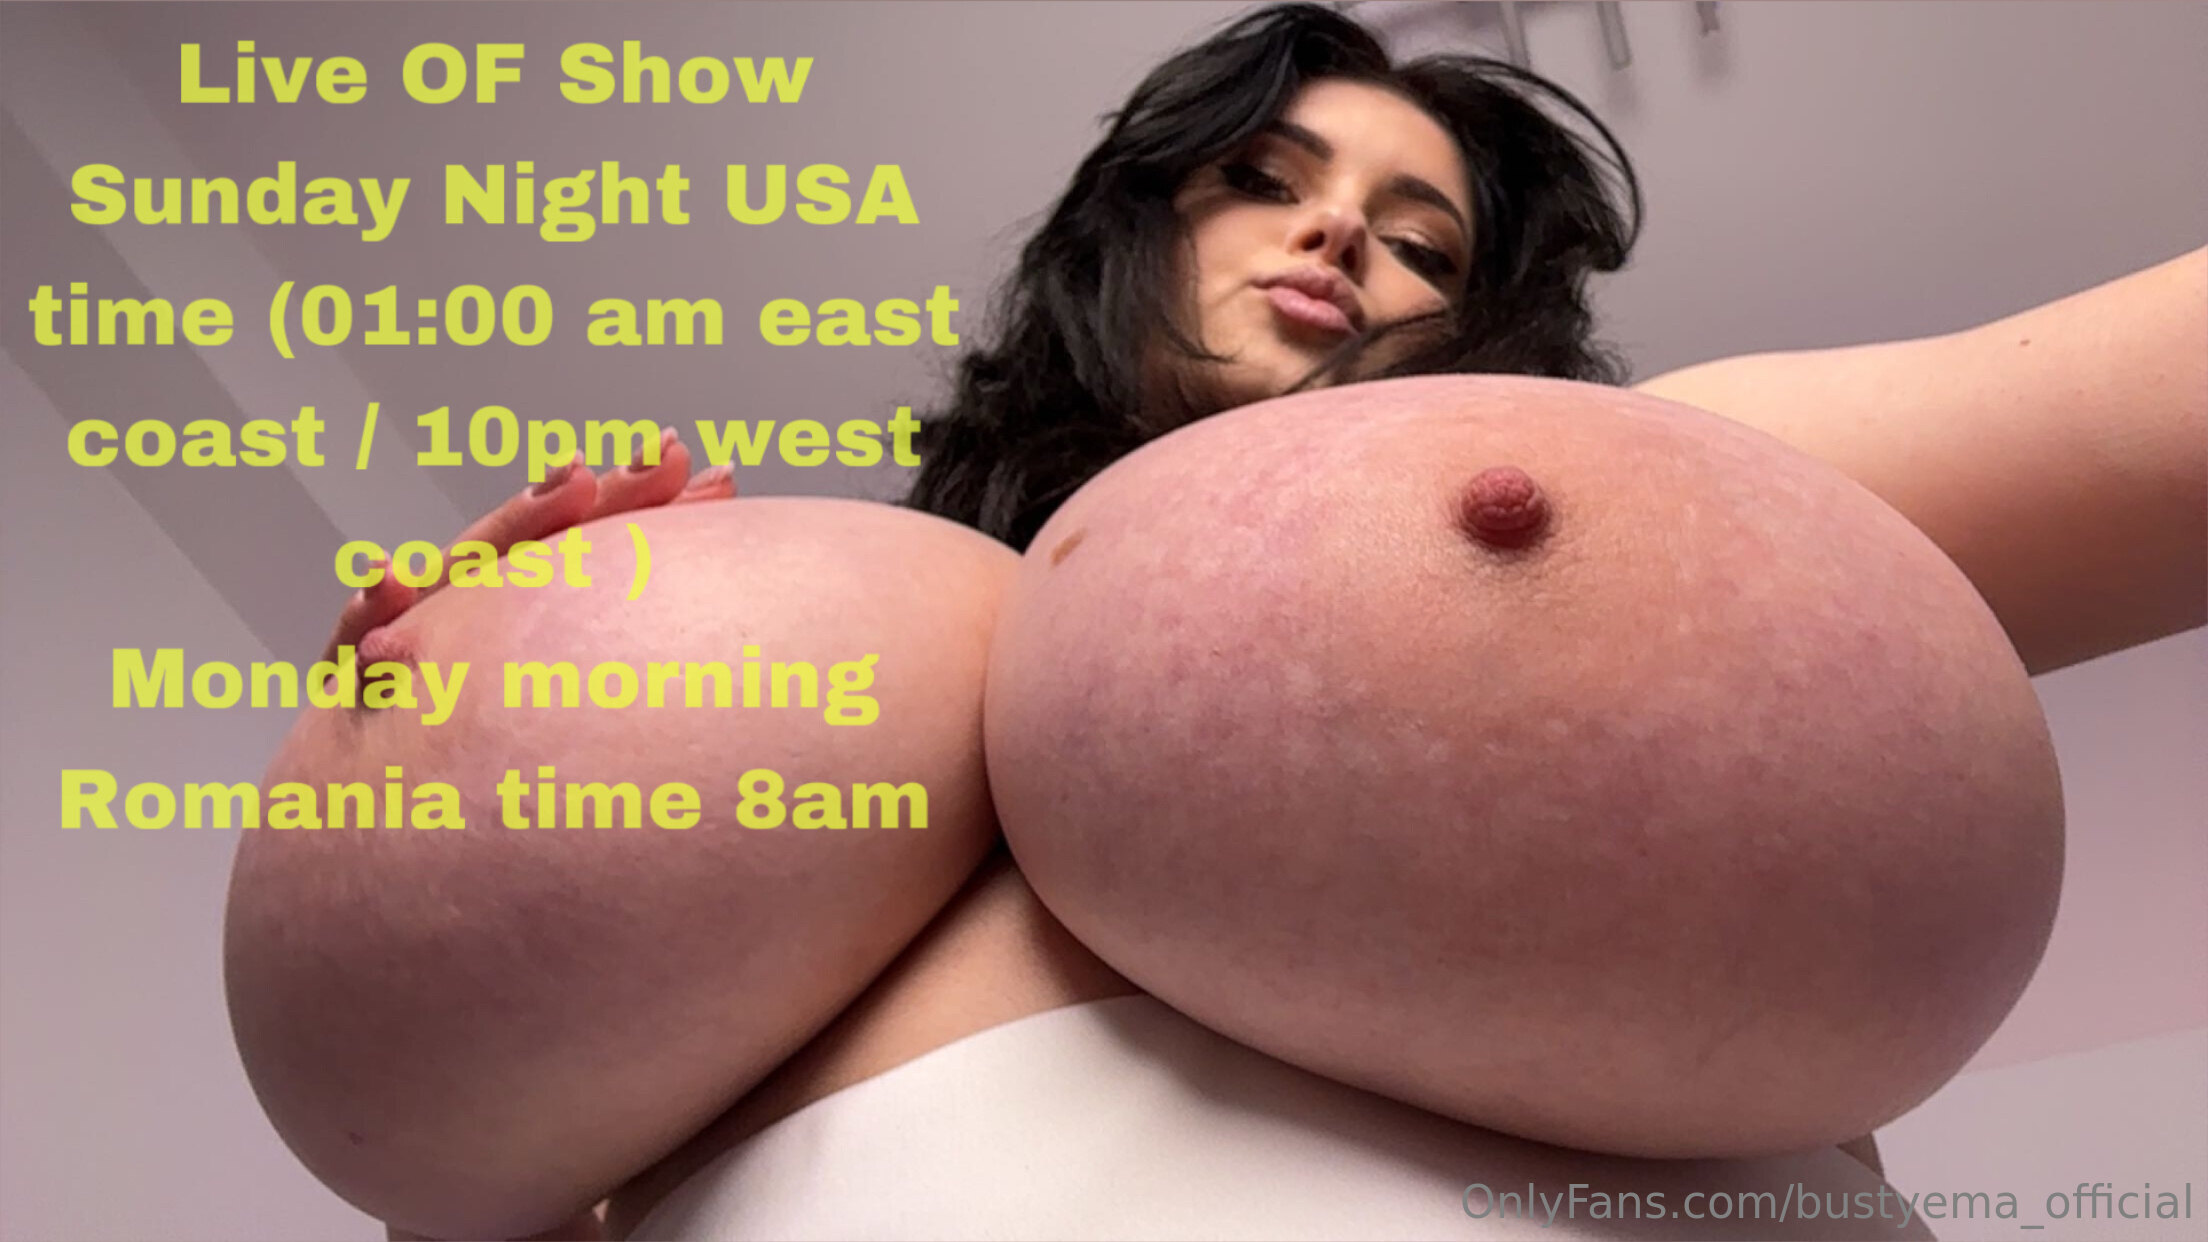 Live OF Show
Sunday Night USA
time (01:00 am east
coast / 10pm west
coast )
Monday morning
Romania time 8am
OnlyFans.com/bustyema_official